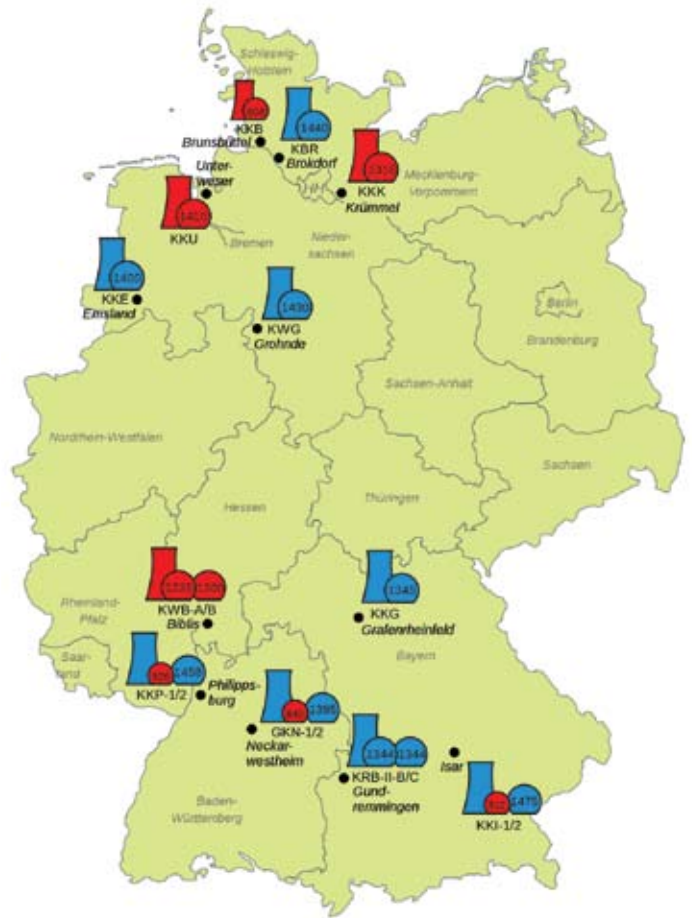 Schleswig-
Holstein
KKB
Brunsbüttel
1440
KBR
Brokdorf
KKK
Krümmel
Mecklenburg-
Vorpommern
HH
Unter-
weser
1410
KKU
Bremen
Nieder-
sachsen
1400
KKE
Emsland
1430
KWG
Grohnde
Berlin
Brandenburg
Sachsen-Anhalt
Nordrhein-Westfalen
Sachsen
Thüringen
Hessen
1300
KWB-A/B
Biblis
1345
KKG
Grafenrheinfeld
Rheinland-
Pfalz
Bayern
Saar-
land
1458
KKP-1/2
Philipps-
burg
840 1395
GKN-1/2
Neckar-
westheim
1344 1344
KRB-II-B/C
Gund-
remmingen
Isar
1475
KKI-1/2
Baden-
Württemberg